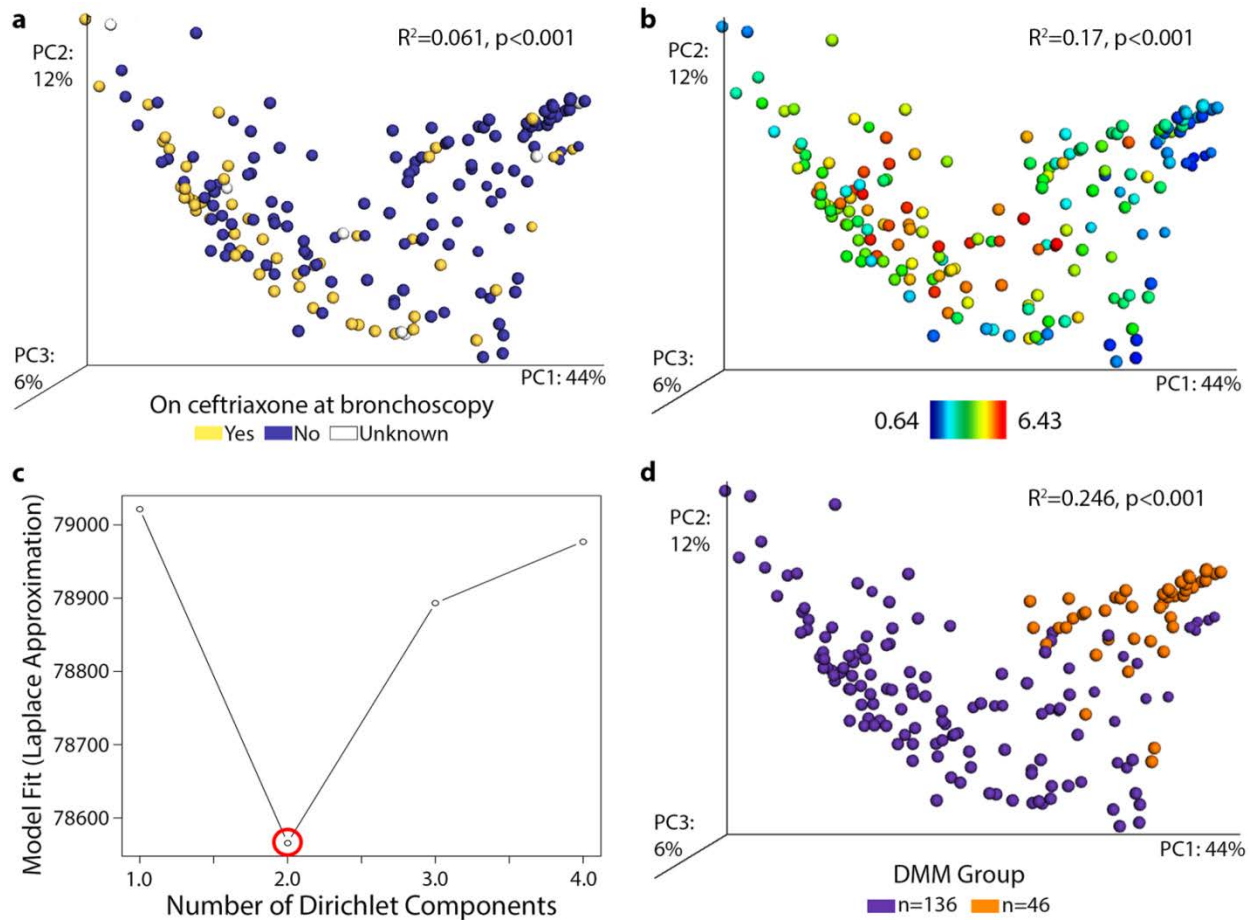 a
R²=0.061, p<0.001
PC2:
12%
PC3:
6%
PC1: 44%
On ceftriaxone at bronchoscopy
Yes No Unknown
b
R²=0.17, p<0.001
PC2:
12%
PC3:
6%
PC1: 44%
0.64 6.43
c
Model Fit (Laplace Approximation)
79000
78900
78800
78700
78600
1.0 2.0 3.0 4.0
Number of Dirichlet Components
d
R²=0.246, p<0.001
PC2:
12%
PC3:
6%
PC1: 44%
DMM Group
n=136 n=46